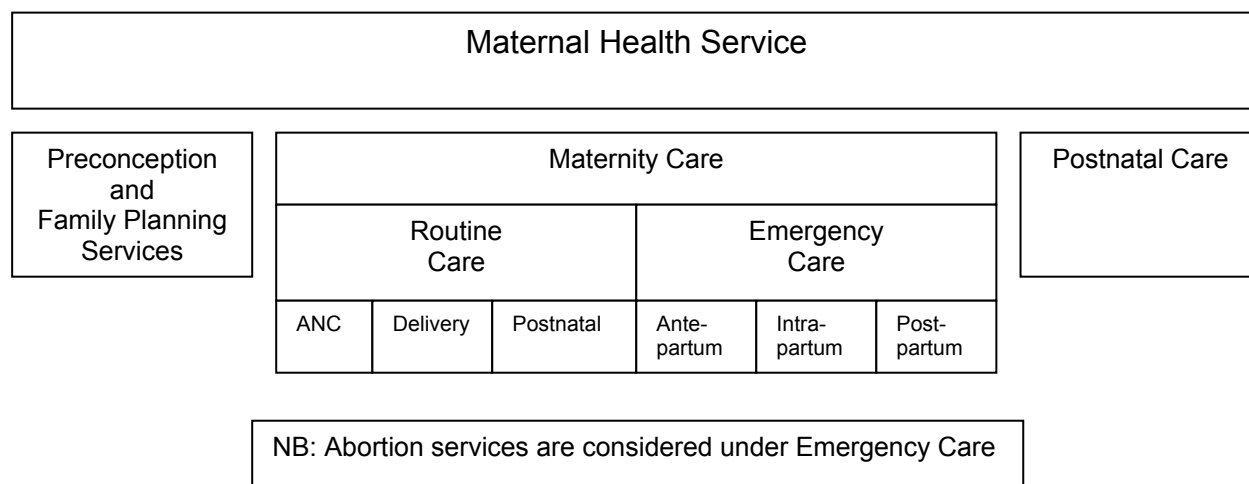 Maternal Health Service
Preconception
and
Family Planning
Services
Maternity Care
Routine
Care
Emergency
Care
ANC
Delivery
Postnatal
Ante-
partum
Intra-
partum
Post-
partum
Postnatal Care
NB: Abortion services are considered under Emergency Care